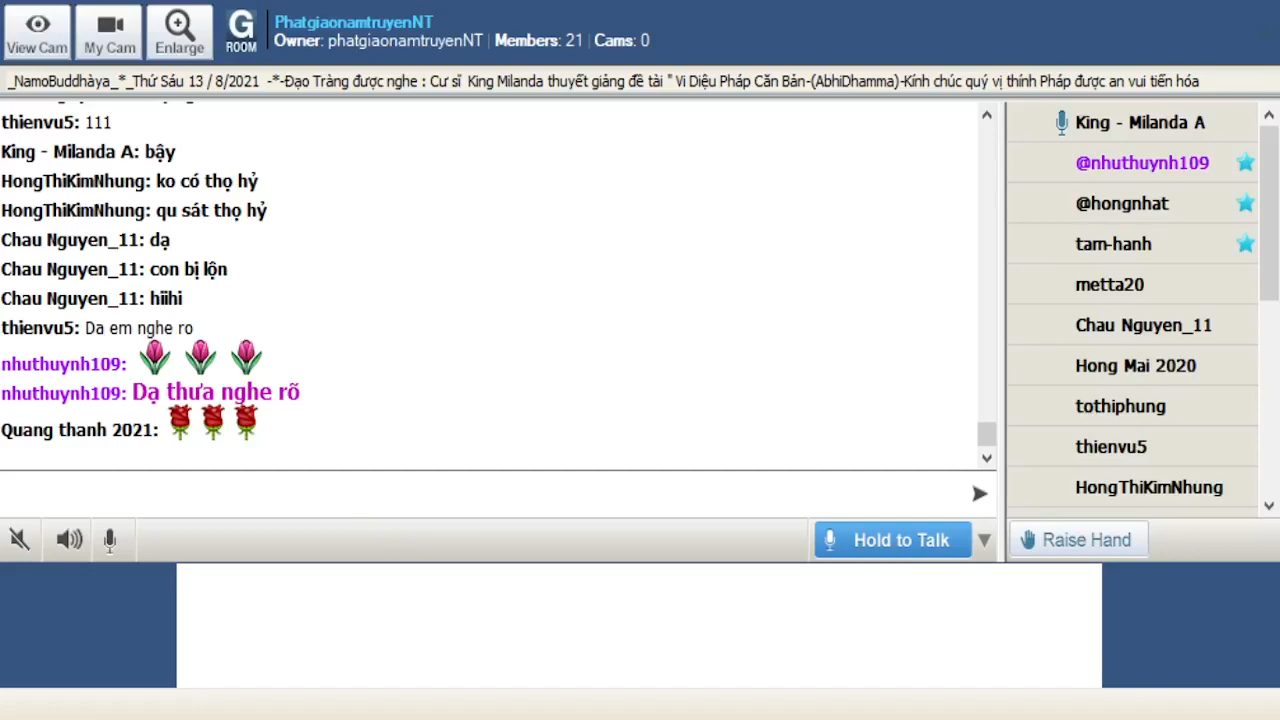 View Cam
My Cam
Enlarge
G
ROOM
PhatgiaonamtruyenNT
Owner: phatgiaonamtruyenNT | Members: 21 | Cams: 0
_NamoBuddhàya_*_Thứ Sáu 13 / 8/2021 -*-Đạo Tràng được nghe : Cư sĩ King Milanda thuyết giảng đề tài " Vi Diệu Pháp Căn Bản-(AbhiDhamma)-Kính chúc quý vị thính Pháp được an vui tiến hóa
thienvu5: 111
King - Milanda A: bậy
HongThiKimNhung: ko có thọ hỷ
HongThiKimNhung: qu sát thọ hỷ
Chau Nguyen_11: dạ
Chau Nguyen_11: con bị lộn
Chau Nguyen_11: hiihi
thienvu5: Da em nghe ro
nhuthuynh109:
nhuthuynh109: Dạ thưa nghe rõ
Quang thanh 2021:
King - Milanda A
@nhuthuynh109
@hongnhat
tam-hanh
metta20
Chau Nguyen_11
Hong Mai 2020
tothiphung
thienvu5
HongThiKimNhung
Hold to Talk
Raise Hand